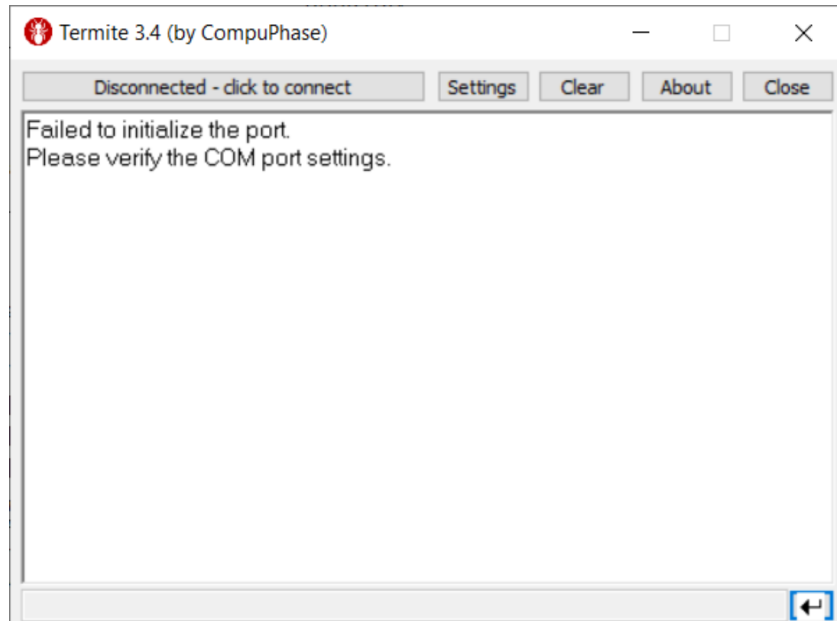 Termite 3.4 (by CompuPhase)
Disconnected - click to connect Settings Clear About Close
Failed to initialize the port.
Please verify the COM port settings.